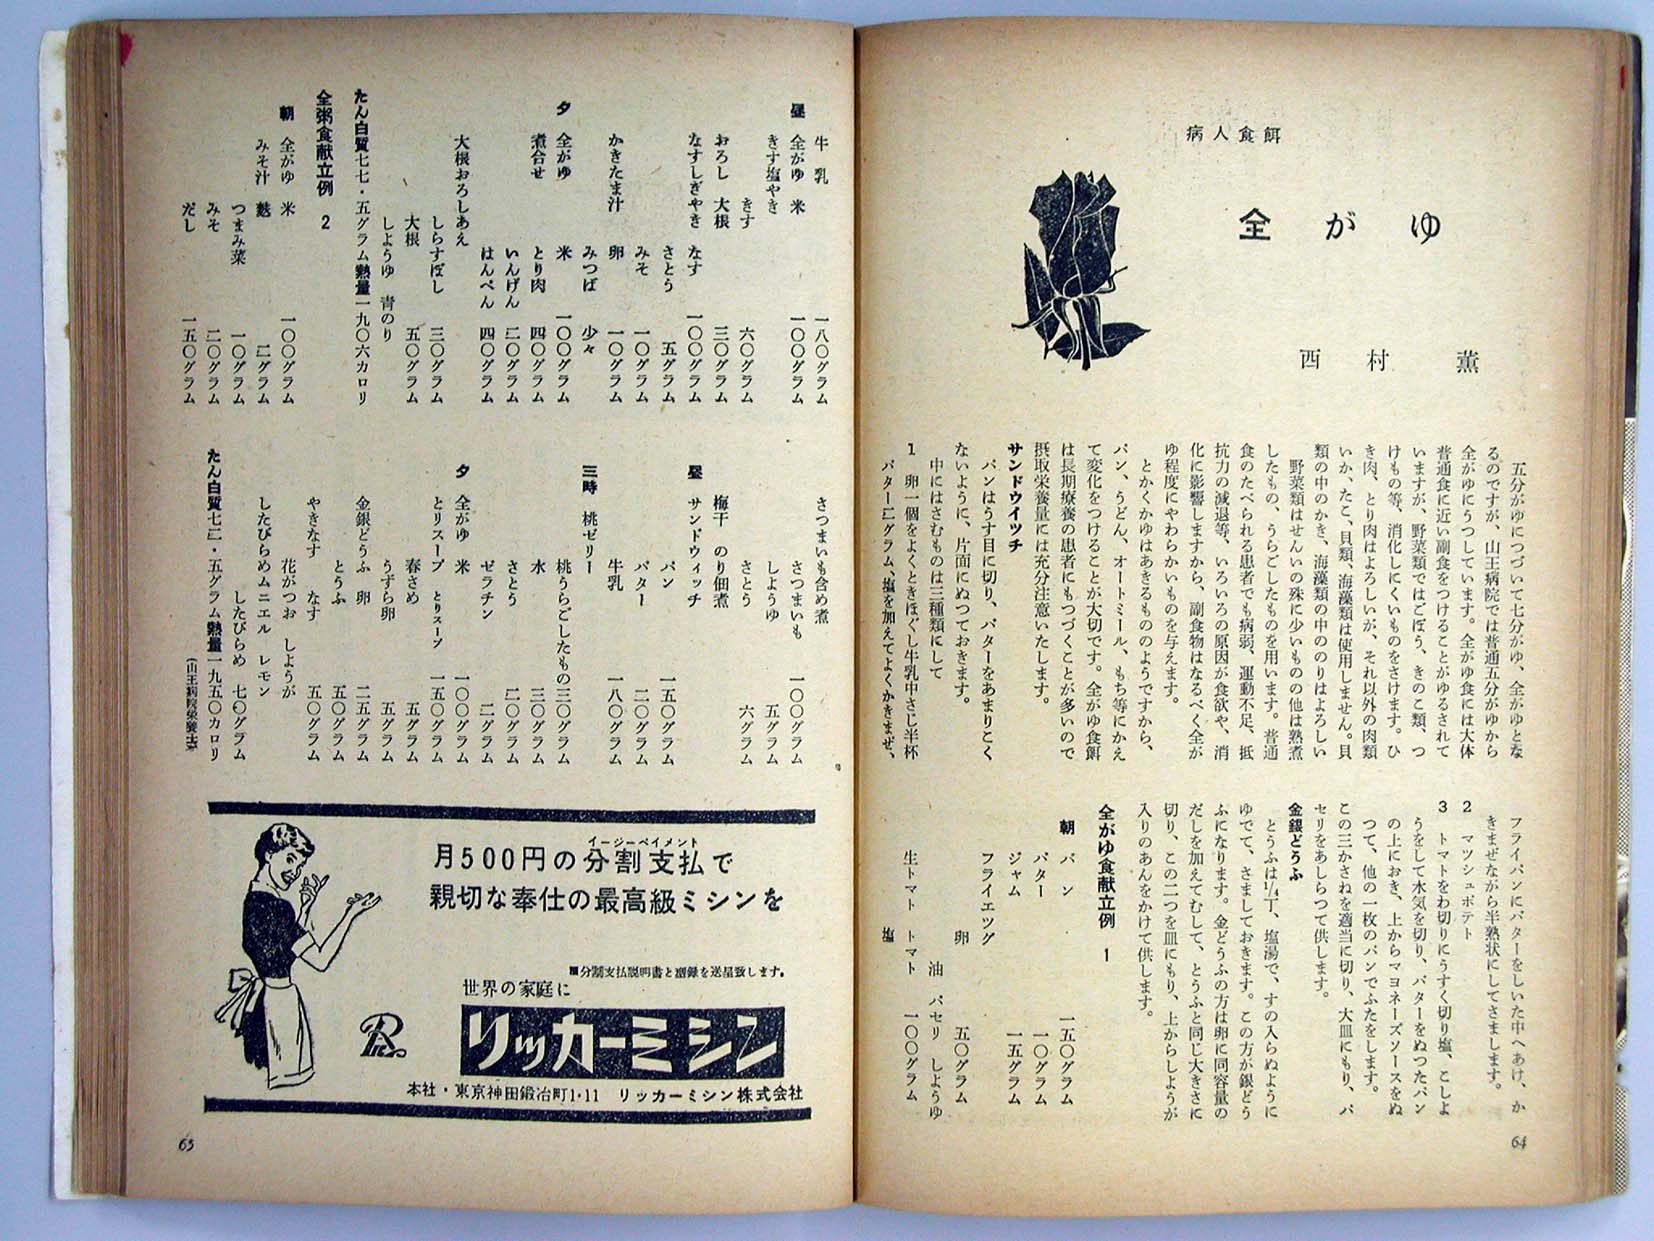 病人食餌
全がゆ
西村 薫
五分がゆにつづいて七分がゆ、全がゆとな
るのですが、山王病院では普通五分がゆから
全がゆにうつしています。全がゆ食には大体
普通食に近い副食をつけることがゆるされて
いますが、野菜類ではごぼう、きのこ類、つ
けもの等、消化しにくいものをさけます。ひ
き肉、とり肉はよろしいが、それ以外の肉類
いか、たこ、貝類、海藻類は使用しません。貝
類の中のかき、海藻類の中ののりはよろしい
野菜類はせんいの殊に少いものの他は熟煮
したもの、うらごしたものを用います。普通
食のたべられる患者でも病弱、運動不足、抵
抗力の減退等、いろいろの原因が食欲や、消
化に影響しますから、副食物はなるべく全が
ゆ程度にやわらかいものを与えます。
とかくかゆはあきるもののようですから、
パン、うどん、オートミール、もち等にかえ
て変化をつけることが大切です。全がゆ食餌
は長期療養の患者にもつづくことが多いので
摂取栄養量には充分注意いたします。
サンドウイッチ
パンはうす目に切り、バターをあまりこく
ないように、片面にぬつておきます。
中にはさむものは三種類にして
1 卵一個をよくときほぐし牛乳中さじ半杯
バター二グラム、塩を加えてよくかきまぜ、
フライパンにバターをしいた中へあけ、か
きまぜながら半熟状にしてさまします。
2 マツシュポテト
3 トマトをわ切りにうすく切り塩、こしよ
うをして水気を切り、バターをぬつたパン
の上におき、上からマヨネーズソースをぬ
つて、他の一枚のパンでふたをします。
この三かさねを適当に切り、大皿にもり、パ
セリをあしらつて供します。
金銀どうふ
とうふは¼丁、塩湯で、すの入らぬように
ゆでて、さましておきます。この方が銀どう
ふになります。金どうふの方は卵に同容量の
だしを加えてむして、とうふと同じ大きさに
切り、この二つを皿にもり、上からしようが
入りのあんをかけて供します。
全がゆ食献立例 1
朝 パン 一五〇グラム
バター 一〇グラム
ジャム 一五グラム
フライエツグ
卵 五〇グラム
油 パセリ しようゆ
生トマト トマト 一〇〇グラム
塩
64
牛乳 一八〇グラム
昼 全がゆ 米 一〇〇グラム
きす塩やき
きす 六〇グラム
おろし 大根 三〇グラム
なすしぎやき なす 一〇〇グラム
さとう 五グラム
みそ 一〇グラム
かきたま汁 卵 一〇グラム
みつば 少々
夕 全がゆ 米 一〇〇グラム
煮合せ とり肉 四〇グラム
いんげん 二〇グラム
はんぺん 四〇グラム
大根おろしあえ
しらすぼし 三〇グラム
大根 五〇グラム
しようゆ 青のり
たん白質七七・五グラム熱量一九〇六カロリ
全粥食献立例 2
朝 全がゆ 米 一〇〇グラム
みそ汁 麩 二グラム
つまみ菜 一〇グラム
みそ 二〇グラム
だし 一五〇グラム
さつまいも含め煮
さつまいも 一〇〇グラム
しようゆ 五グラム
さとう 六グラム
梅干 のり佃煮
昼 サンドウィッチ
パン 一五〇グラム
バター 二〇グラム
牛乳 一八〇グラム
三時 桃ゼリー
桃うらごしたもの三〇グラム
水 三〇グラム
さとう 二〇グラム
ゼラチン 二グラム
夕 全がゆ 米 一〇〇グラム
とリスープ とりスープ 一五〇グラム
春さめ 五グラム
うずら卵 五グラム
金銀どうふ 卵 二五グラム
とうふ 五〇グラム
やきなす なす 五〇グラム
花がつお しようが
したびらめムニエル レモン
したびらめ 七〇グラム
たん白質七二・五グラム熱量一九五〇カロリ
(山王病院栄養士)
月500円の分割支払で
イージーペイメント
親切な奉仕の最高級ミシンを
■分割支払説明書と型録を送呈致します。
世界の家庭に
リッカーミシン
本社・東京神田鍛冶町1・11 リッカーミシン株式会社
65